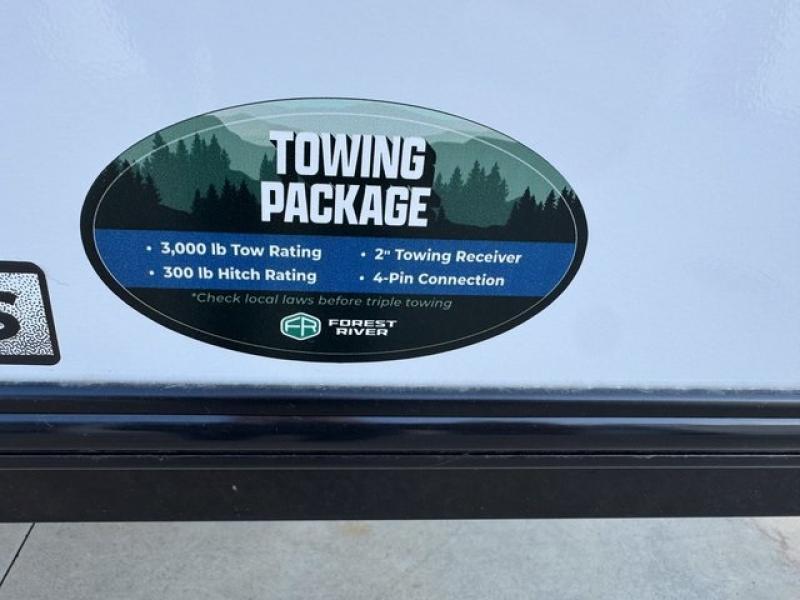 TOWING
PACKAGE
• 3,000 lb Tow Rating
• 300 lb Hitch Rating
• 2" Towing Receiver
• 4-Pin Connection
*Check local laws before triple towing
FR FOREST
RIVER
S